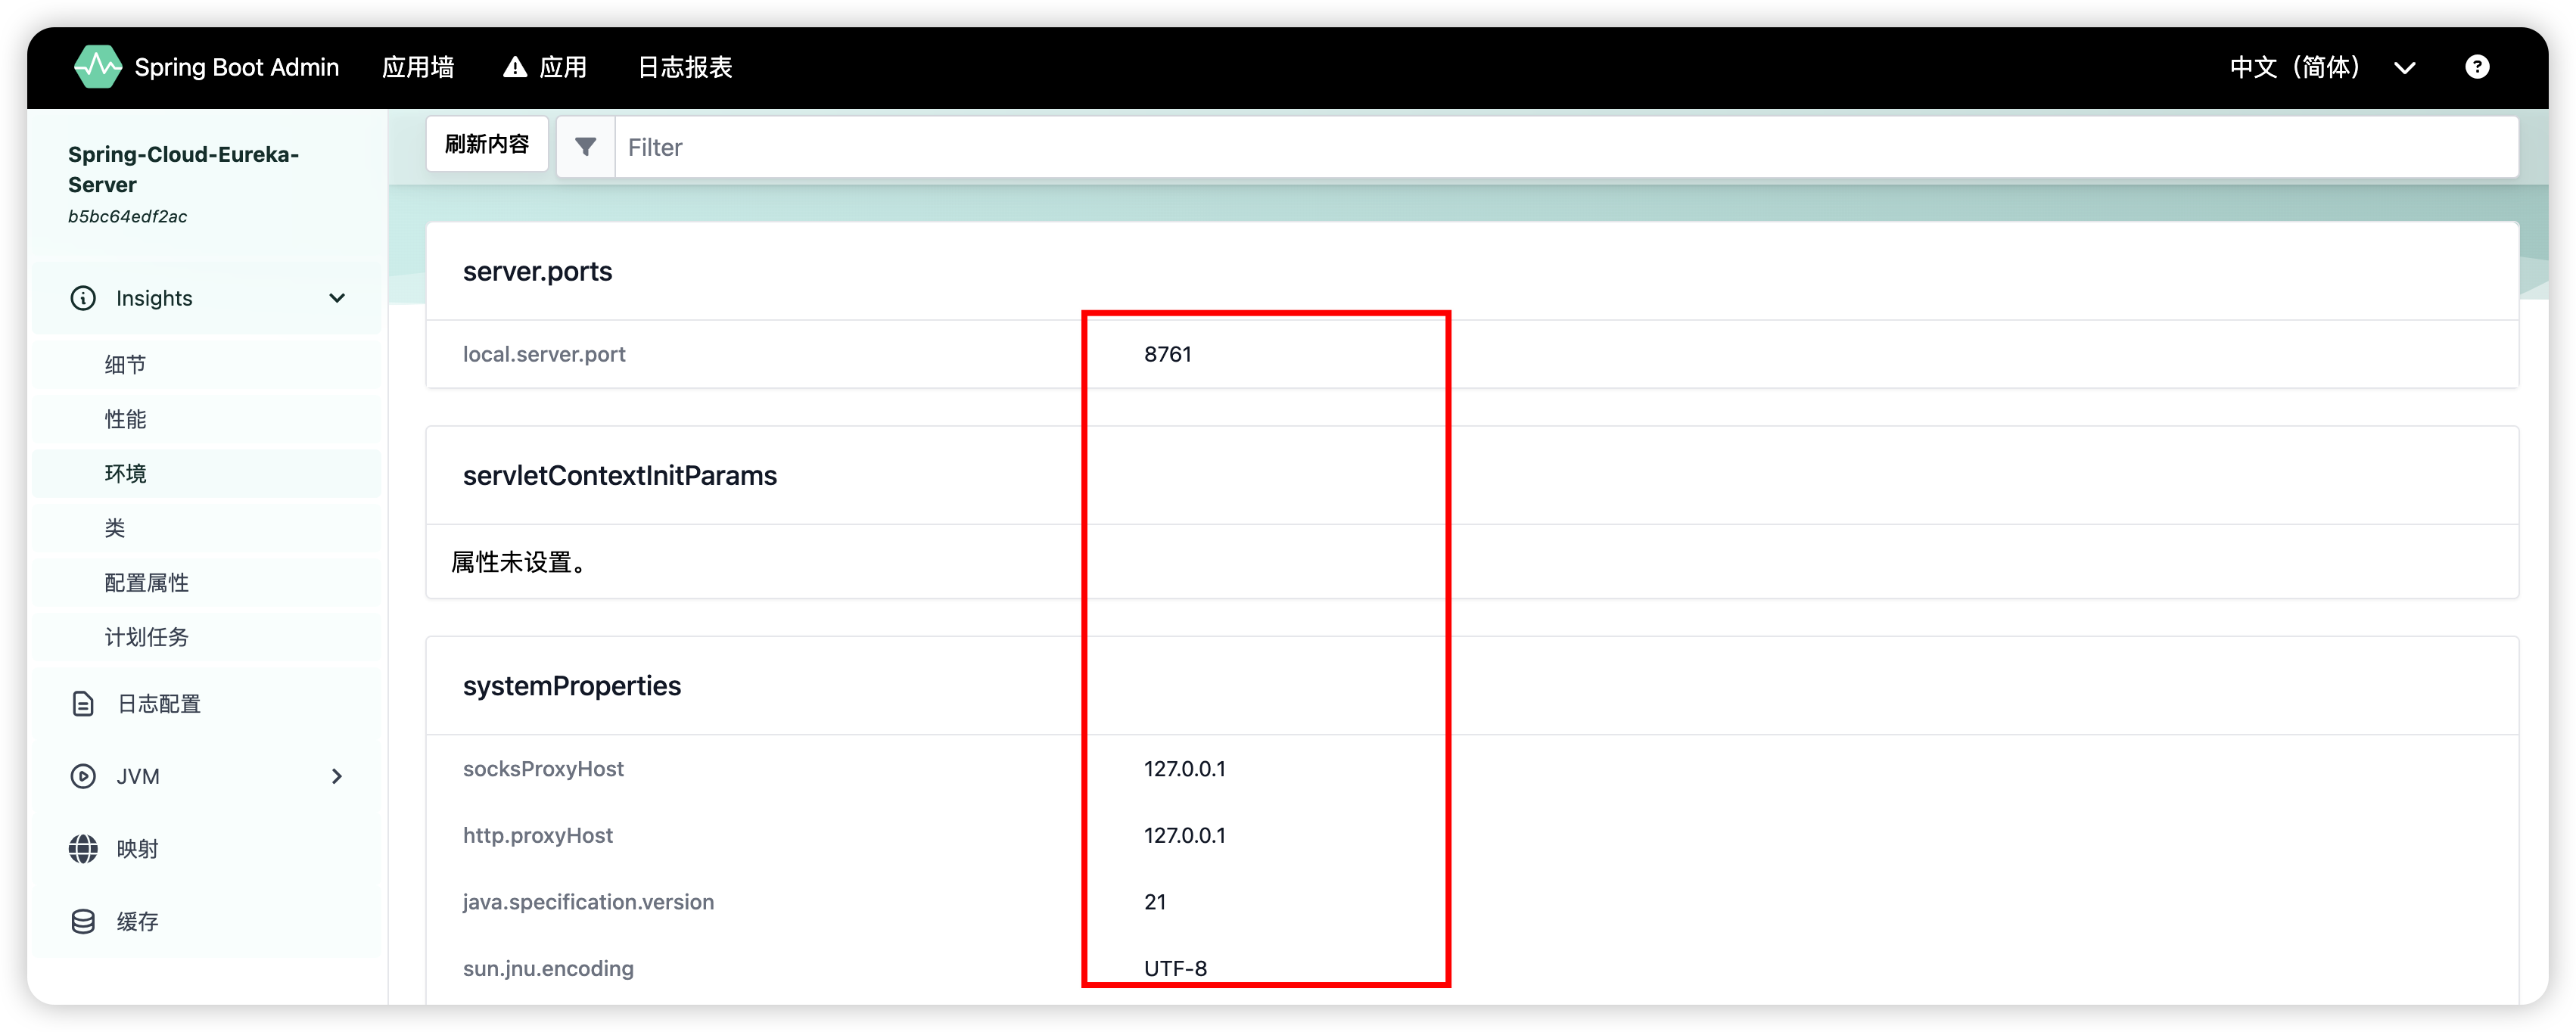 Spring Boot Admin 应用墙 应用 日志报表 中文（简体）
Spring-Cloud-Eureka-
Server
b5bc64edf2ac
Insights
细节
性能
环境
类
配置属性
计划任务
日志配置
JVM
映射
缓存
刷新内容 Filter
server.ports
local.server.port 8761
servletContextInitParams
属性未设置。
systemProperties
socksProxyHost 127.0.0.1
http.proxyHost 127.0.0.1
java.specification.version 21
sun.jnu.encoding UTF-8